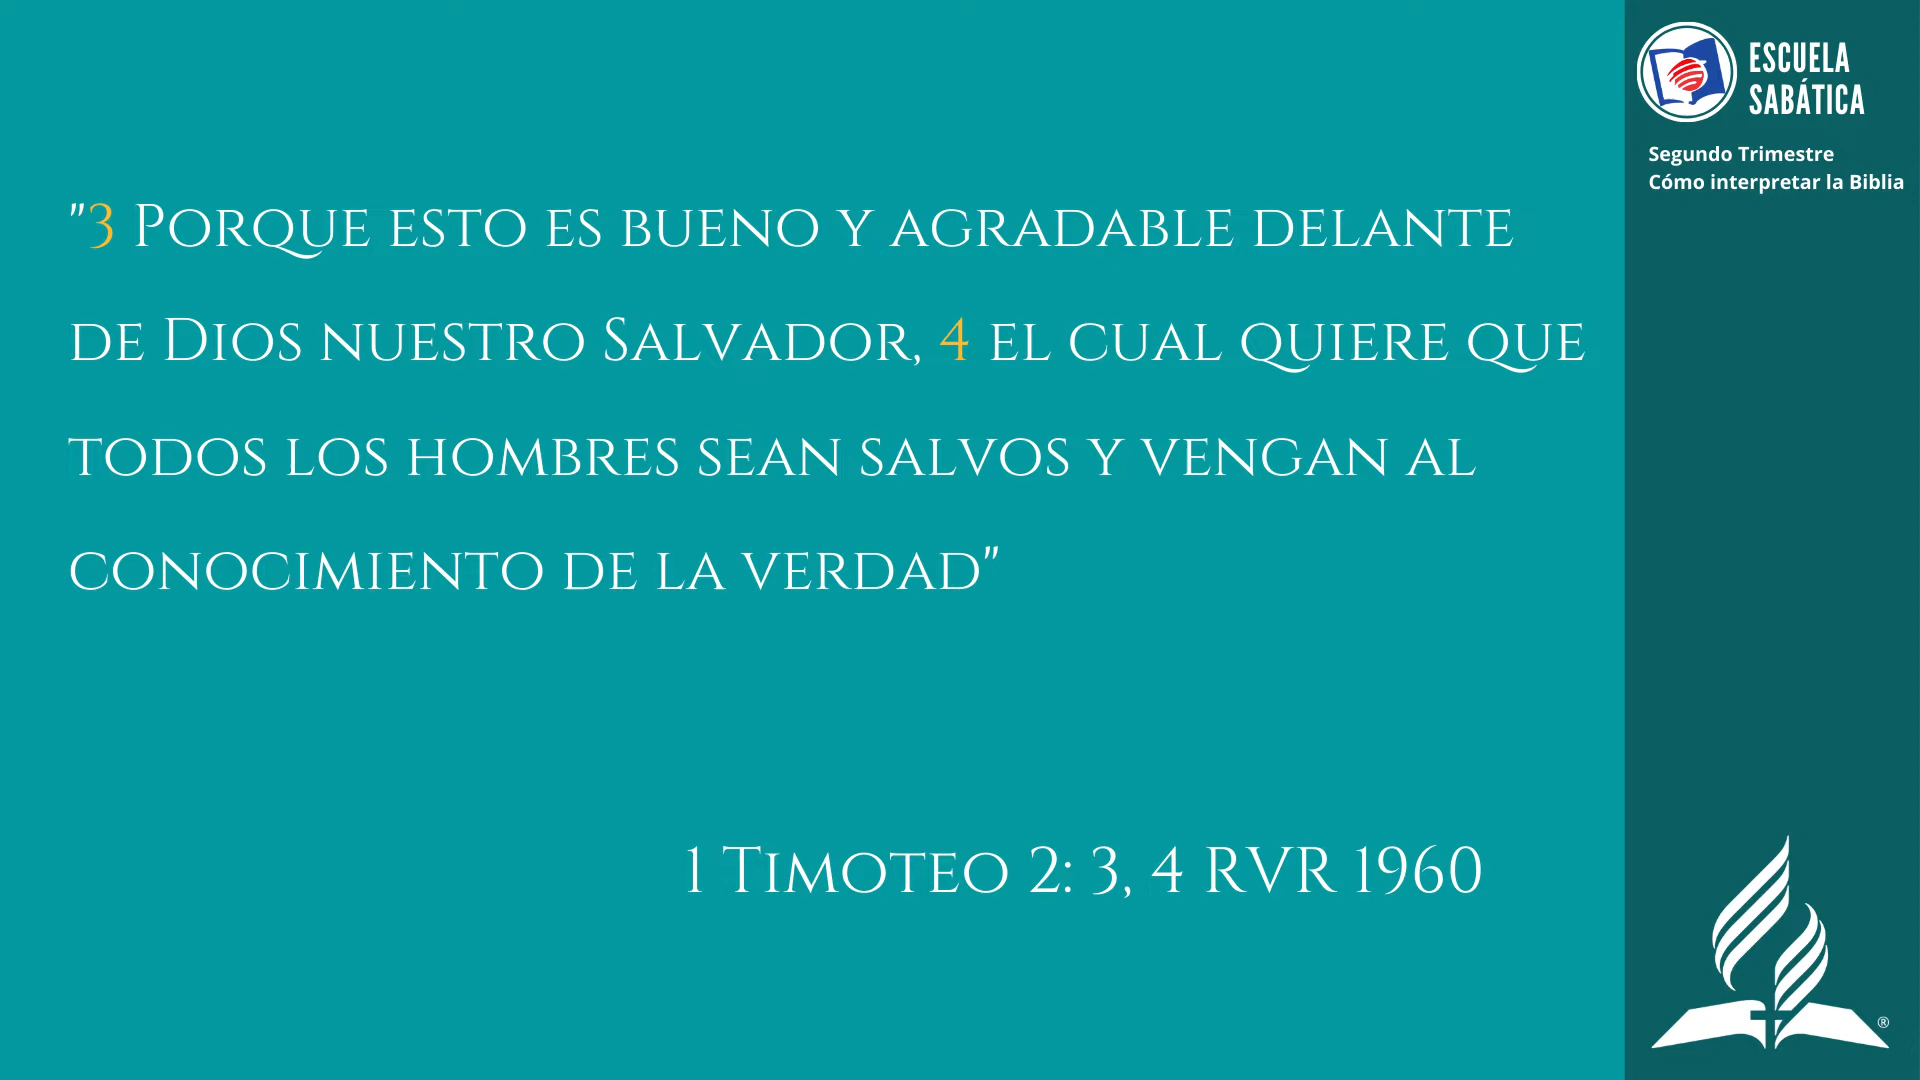 "3 Porque esto es bueno y agradable delante
de Dios nuestro Salvador, 4 el cual quiere que
todos los hombres sean salvos y vengan al
conocimiento de la verdad"
1 Timoteo 2: 3, 4 RVR 1960
ESCUELA
SABÁTICA
Segundo Trimestre
Cómo interpretar la Biblia
®